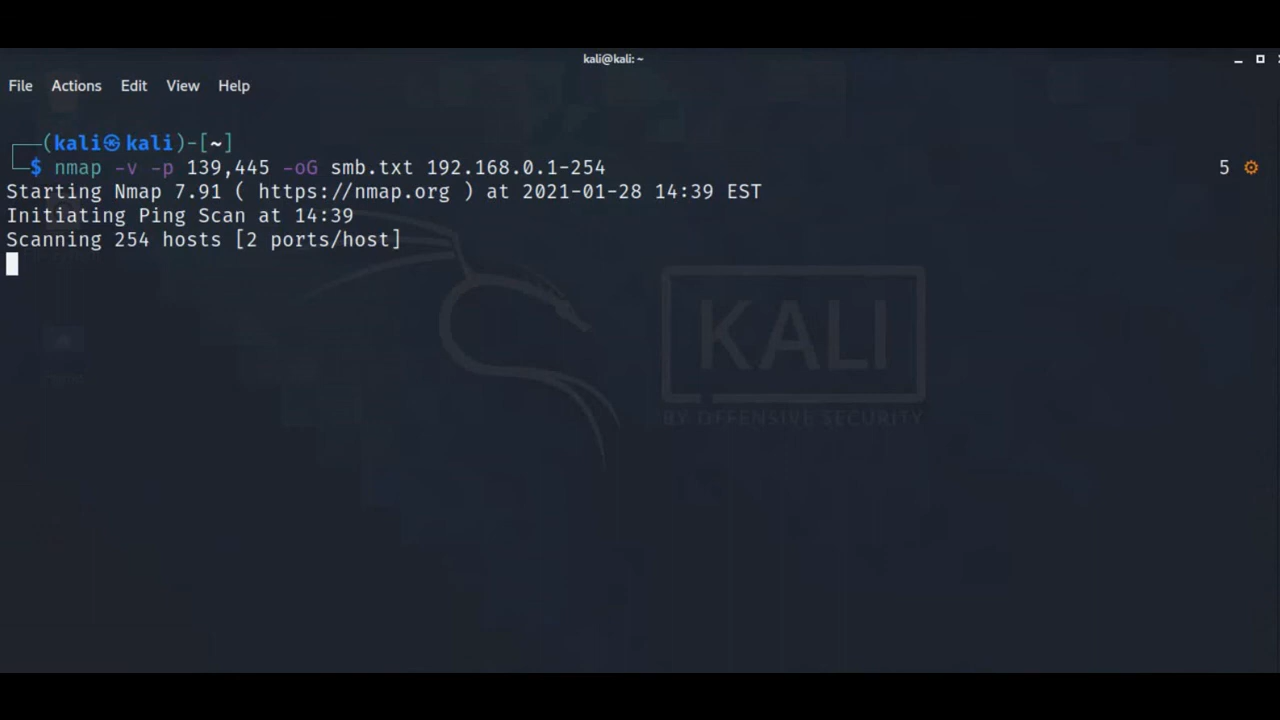 kali@kali: ~
File Actions Edit View Help
┌──(kali㉿kali)-[~]
└─$ nmap -v -p 139,445 -oG smb.txt 192.168.0.1-254 5 ⚙
Starting Nmap 7.91 ( https://nmap.org ) at 2021-01-28 14:39 EST
Initiating Ping Scan at 14:39
Scanning 254 hosts [2 ports/host]
KALI
BY OFFENSIVE SECURITY